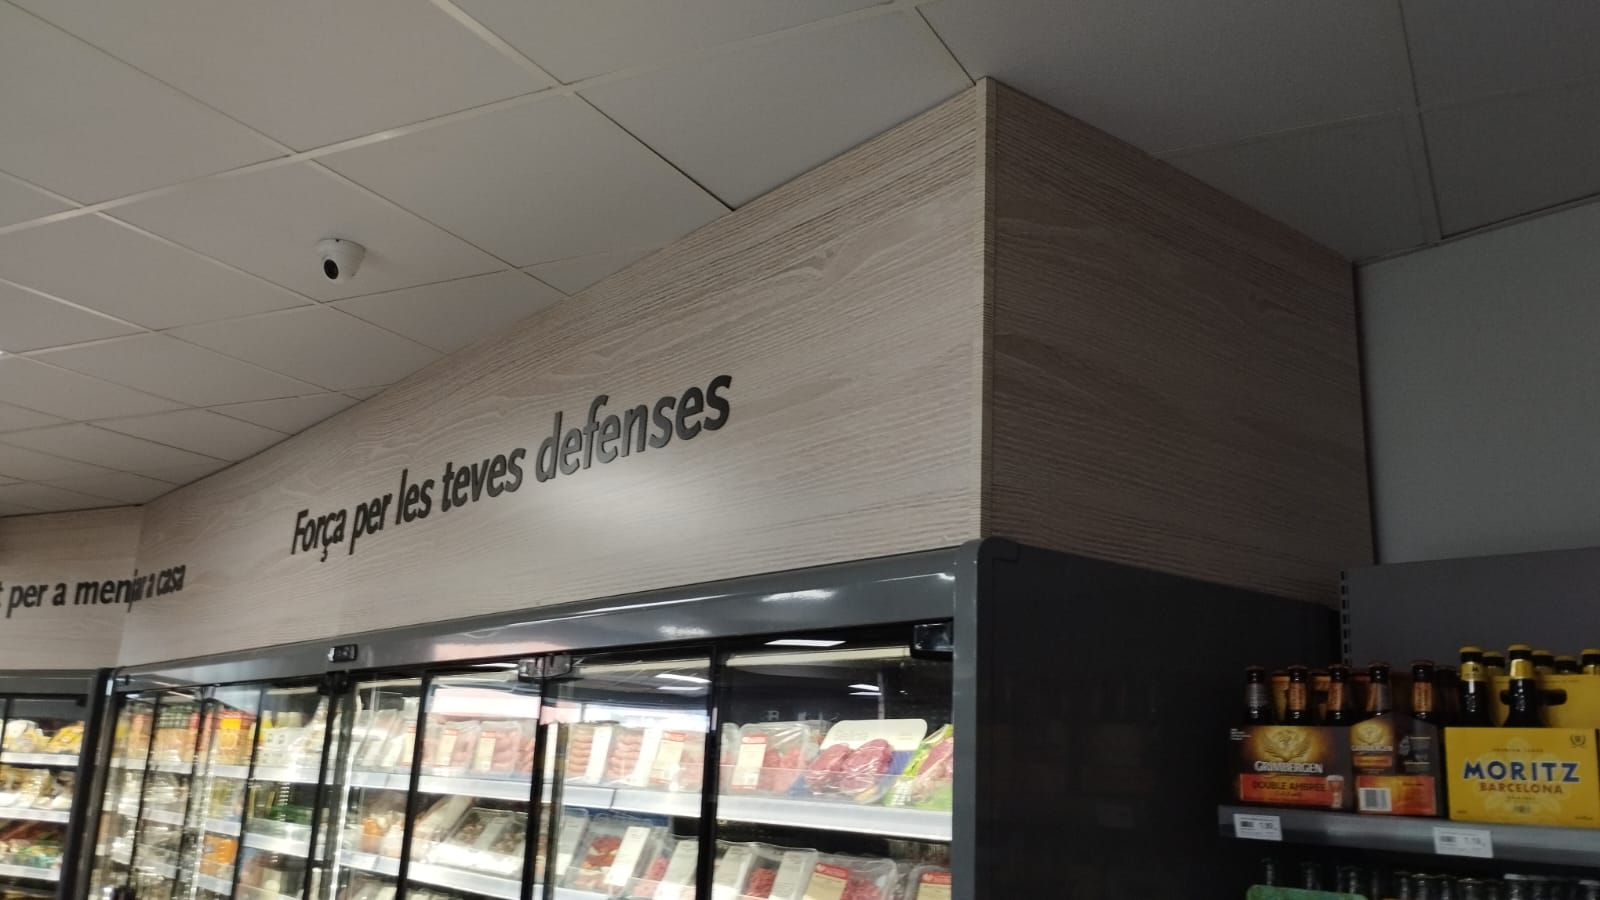 Força per les teves defenses
per a menjar a casa
GRIMBERGEN
DOUBLE AMBRÉE
GRIMBERGEN
MORITZ
BARCELONA